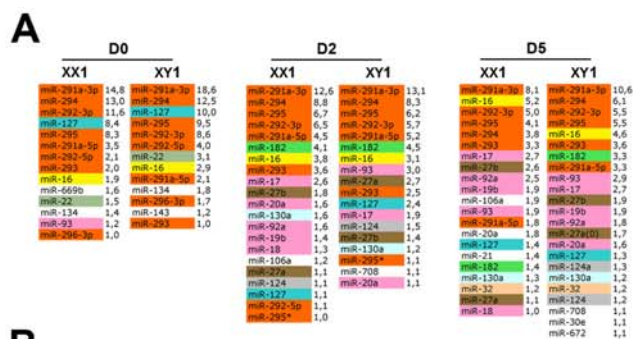 A
D0
XX1
miR-291a-3p 14,8
miR-294 13,0
miR-292-3p 11,6
miR-127 8,4
miR-295 8,3
miR-291a-5p 3,5
miR-292-5p 2,1
miR-293 2,0
miR-16 1,9
miR-669b 1,6
miR-22 1,5
miR-134 1,4
miR-93 1,2
miR-296-3p 1,0
XY1
miR-291a-3p 18,6
miR-294 12,5
miR-127 10,0
miR-295 9,5
miR-292-3p 8,6
miR-292-5p 4,0
miR-22 3,1
miR-16 2,9
miR-291a-5p 2,1
miR-134 1,8
miR-296-3p 1,7
miR-143 1,2
miR-293 1,0
D2
XX1
miR-291a-3p 12,6
miR-294 8,8
miR-295 6,6
miR-292-3p 6,5
miR-291a-5p 4,5
miR-182 4,1
miR-16 3,8
miR-293 3,6
miR-17 2,6
miR-27b 1,8
miR-20a 1,6
miR-130a 1,6
miR-92a 1,6
miR-19b 1,4
miR-18 1,3
miR-106a 1,2
miR-27a 1,1
miR-124 1,1
miR-127 1,1
miR-292-5p 1,1
miR-295* 1,0
XY1
miR-291a-3p 13,1
miR-294 8,3
miR-295 6,2
miR-292-3p 5,7
miR-291a-5p 5,2
miR-182 4,5
miR-16 3,1
miR-93 3,0
miR-27a 2,7
miR-293 2,5
miR-127 2,4
miR-17 1,9
miR-124 1,5
miR-27b 1,4
miR-130a 1,2
miR-295* 1,1
miR-708 1,1
miR-20a 1,1
D5
XX1
miR-291a-3p 8,1
miR-16 5,2
miR-292-3p 5,0
miR-295 4,1
miR-294 3,8
miR-293 3,3
miR-17 2,7
miR-27b 2,6
miR-92a 2,5
miR-19b 1,9
miR-106a 1,9
miR-93 1,9
miR-291a-5p 1,8
miR-20a 1,8
miR-127 1,4
miR-21 1,4
miR-182 1,4
miR-130a 1,3
miR-32 1,2
miR-27a 1,1
miR-18 1,0
XY1
miR-291a-3p 10,6
miR-294 6,1
miR-292-3p 5,5
miR-295 5,5
miR-16 4,6
miR-293 3,6
miR-182 3,3
miR-291a-5p 3,3
miR-93 2,9
miR-17 2,7
miR-27b 1,9
miR-19b 1,9
miR-92a 1,8
miR-27a(D) 1,7
miR-20a 1,6
miR-127 1,3
miR-124a 1,3
miR-130a 1,2
miR-32 1,2
miR-124 1,2
miR-708 1,1
miR-30e 1,1
miR-672 1,1